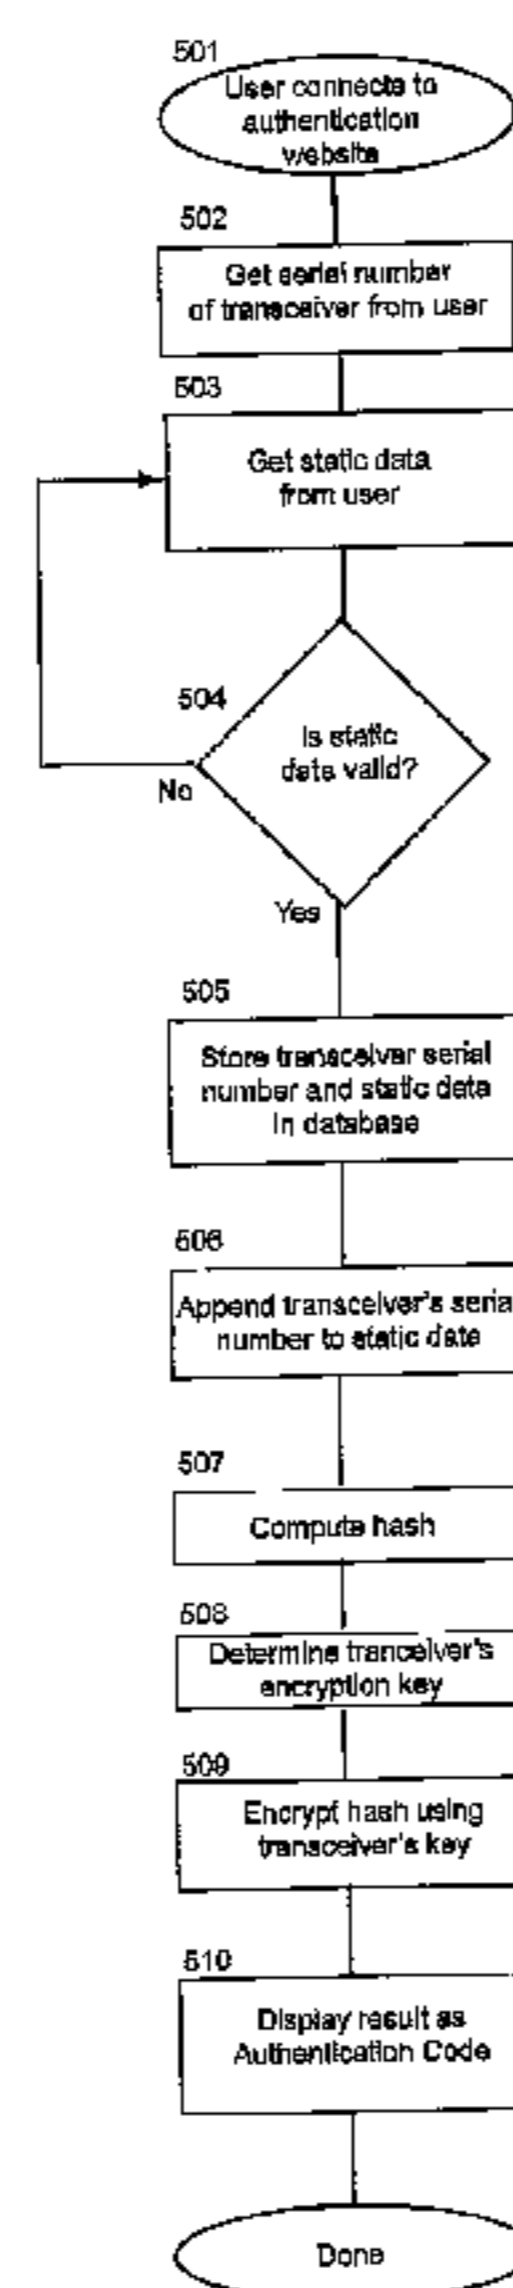 501
User connects to
authentication
website
502
Get serial number
of transceiver from user
503
Get static data
from user
504
Is static
data valid?
No
Yes
505
Store transceiver serial
number and static data
in database
506
Append transceiver's seria
number to static data
507
Compute hash
508
Determine tranceiver's
encryption key
509
Encrypt hash using
transceiver's key
510
Display result as
Authentication Code
Done